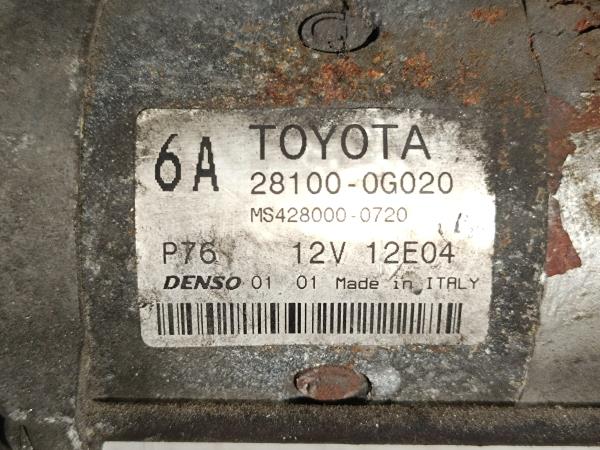 6A TOYOTA
28100-0G020
MS428000-0720
P76 12V 12E04
DENSO 01 01 Made in ITALY